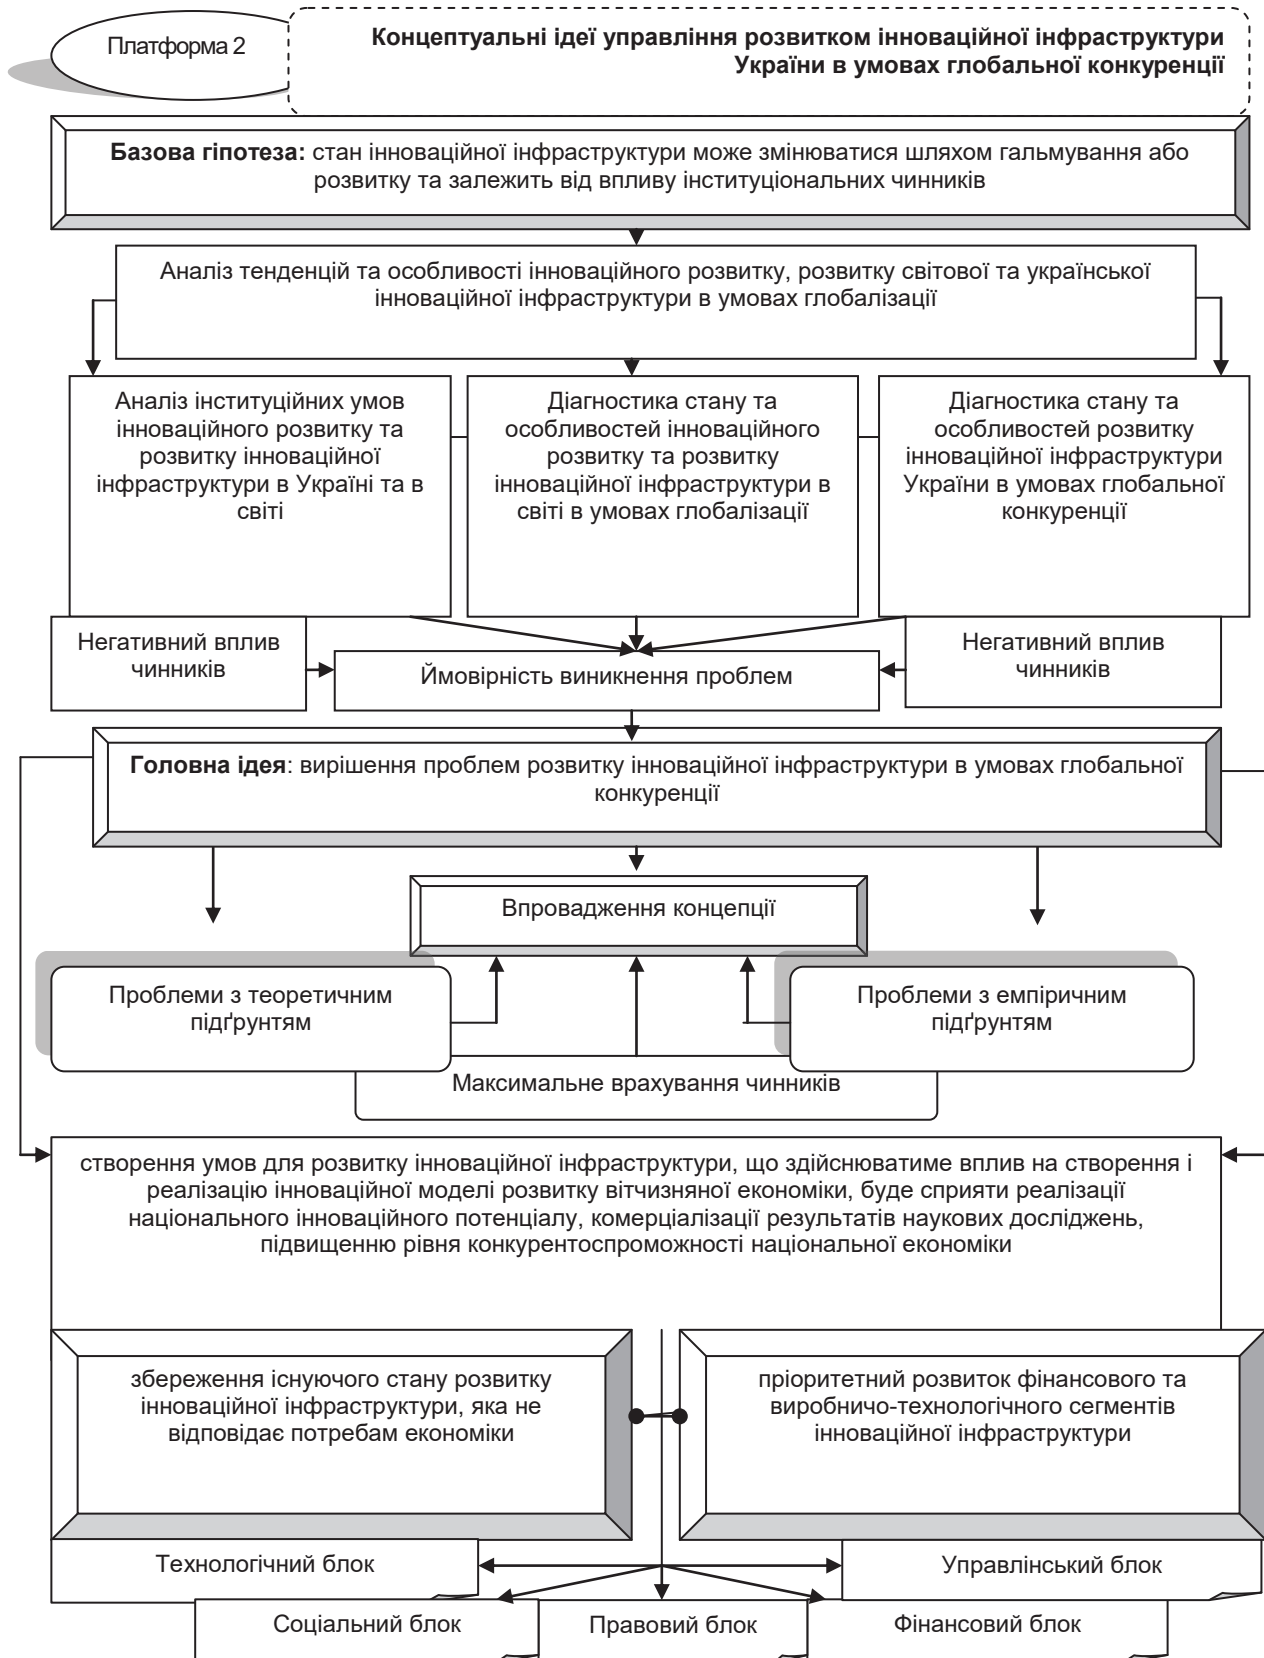 Платформа 2
Концептуальні ідеї управління розвитком інноваційної інфраструктури
України в умовах глобальної конкуренції
Базова гіпотеза: стан інноваційної інфраструктури може змінюватися шляхом гальмування або
розвитку та залежить від впливу інституціональних чинників
Аналіз тенденцій та особливості інноваційного розвитку, розвитку світової та української
інноваційної інфраструктури в умовах глобалізації
Аналіз інституційних умов
інноваційного розвитку та
розвитку інноваційної
інфраструктури в Україні та в
світі
Діагностика стану та
особливостей інноваційного
розвитку та розвитку
інноваційної інфраструктури в
світі в умовах глобалізації
Діагностика стану та
особливостей розвитку
інноваційної інфраструктури
України в умовах глобальної
конкуренції
Негативний вплив
чинників
Ймовірність виникнення проблем
Негативний вплив
чинників
Головна ідея: вирішення проблем розвитку інноваційної інфраструктури в умовах глобальної
конкуренції
Впровадження концепції
Проблеми з теоретичним
підґрунтям
Проблеми з емпіричним
підґрунтям
Максимальне врахування чинників
створення умов для розвитку інноваційної інфраструктури, що здійснюватиме вплив на створення і
реалізацію інноваційної моделі розвитку вітчизняної економіки, буде сприяти реалізації
національного інноваційного потенціалу, комерціалізації результатів наукових досліджень,
підвищенню рівня конкурентоспроможності національної економіки
збереження існуючого стану розвитку
інноваційної інфраструктури, яка не
відповідає потребам економіки
пріоритетний розвиток фінансового та
виробничо-технологічного сегментів
інноваційної інфраструктури
Технологічний блок
Управлінський блок
Соціальний блок
Правовий блок
Фінансовий блок